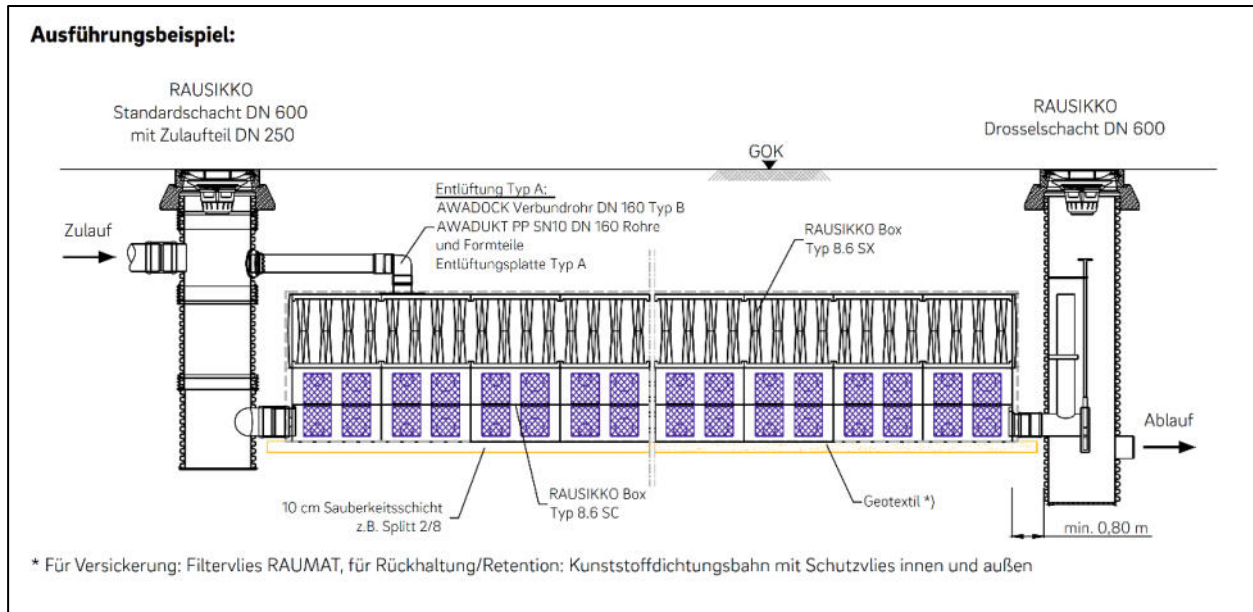 Ausführungsbeispiel:
RAUSIKKO
Standardschacht DN 600
mit Zulaufteil DN 250
RAUSIKKO
Drosselschacht DN 600
GOK
Zulauf
Entlüftung Typ A:
AWADOCK Verbundrohr DN 160 Typ B
AWADUKT PP SN10 DN 160 Rohre
und Formteile
Entlüftungsplatte Typ A
RAUSIKKO Box
Typ 8.6 SX
Ablauf
10 cm Sauberkeitsschicht
z.B. Splitt 2/8
RAUSIKKO Box
Typ 8.6 SC
Geotextil *)
min. 0,80 m
* Für Versickerung: Filtervlies RAUMAT, für Rückhaltung/Retention: Kunststoffdichtungsbahn mit Schutzvlies innen und außen